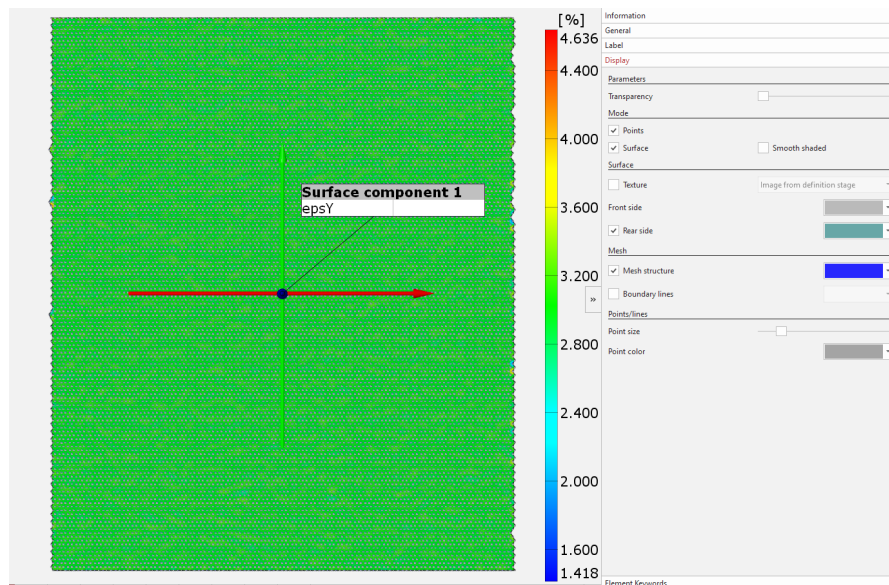 [%]
4.636
4.400
4.000
3.600
3.200
2.800
2.400
2.000
1.600
1.418
Surface component 1
epsY
»
Information
General
Label
Display
Parameters
Transparency
Mode
Points
Surface
Smooth shaded
Surface
Texture
Image from definition stage
Front side
Rear side
Mesh
Mesh structure
Boundary lines
Points/lines
Point size
Point color
Element Keywords